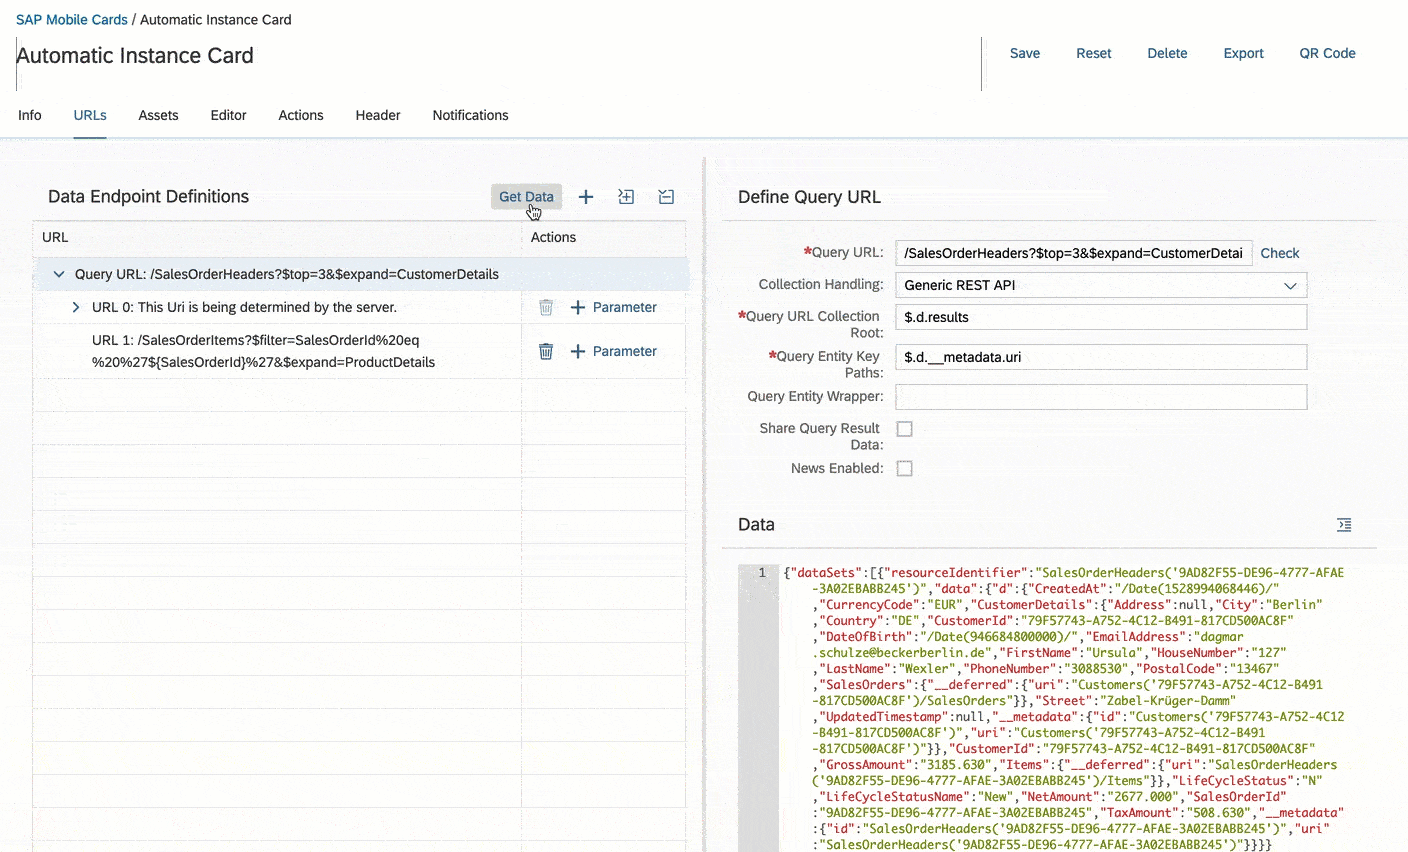 SAP Mobile Cards / Automatic Instance Card
Automatic Instance Card
Save Reset Delete Export QR Code
Info URLs Assets Editor Actions Header Notifications
Data Endpoint Definitions
Get Data
URL Actions
Query URL: /SalesOrderHeaders?$top=3&$expand=CustomerDetails
URL 0: This Uri is being determined by the server.
Parameter
URL 1: /SalesOrderItems?$filter=SalesOrderId%20eq
%20%27${SalesOrderId}%27&$expand=ProductDetails
Parameter
Define Query URL
*Query URL: /SalesOrderHeaders?$top=3&$expand=CustomerDetai Check
Collection Handling: Generic REST API
*Query URL Collection
Root:
$.d.results
*Query Entity Key
Paths:
$.d.__metadata.uri
Query Entity Wrapper:
Share Query Result
Data:
News Enabled:
Data
1 {"dataSets":[{"resourceIdentifier":"SalesOrderHeaders('9AD82F55-DE96-4777-AFAE
-3A02EBABB245')","data":{"d":{"CreatedAt":"/Date(1528994068446)/"
,"CurrencyCode":"EUR","CustomerDetails":{"Address":null,"City":"Berlin"
,"Country":"DE","CustomerId":"79F57743-A752-4C12-B491-817CD500AC8F"
,"DateOfBirth":"/Date(946684800000)/","EmailAddress":"dagmar
.schulze@beckerberlin.de","FirstName":"Ursula","HouseNumber":"127"
,"LastName":"Wexler","PhoneNumber":"3088530","PostalCode":"13467"
,"SalesOrders":{"__deferred":{"uri":"Customers('79F57743-A752-4C12-B491
-817CD500AC8F')/SalesOrders"}},"Street":"Zabel-Krüger-Damm"
,"UpdatedTimestamp":null,"__metadata":{"id":"Customers('79F57743-A752-4C12
-B491-817CD500AC8F')","uri":"Customers('79F57743-A752-4C12-B491
-817CD500AC8F')"}},"CustomerId":"79F57743-A752-4C12-B491-817CD500AC8F"
,"GrossAmount":"3185.630","Items":{"__deferred":{"uri":"SalesOrderHeaders
('9AD82F55-DE96-4777-AFAE-3A02EBABB245')/Items"}},"LifeCycleStatus":"N"
,"LifeCycleStatusName":"New","NetAmount":"2677.000","SalesOrderId"
:"9AD82F55-DE96-4777-AFAE-3A02EBABB245","TaxAmount":"508.630","__metadata"
:{"id":"SalesOrderHeaders('9AD82F55-DE96-4777-AFAE-3A02EBABB245')","uri"
:"SalesOrderHeaders('9AD82F55-DE96-4777-AFAE-3A02EBABB245')"}}}}